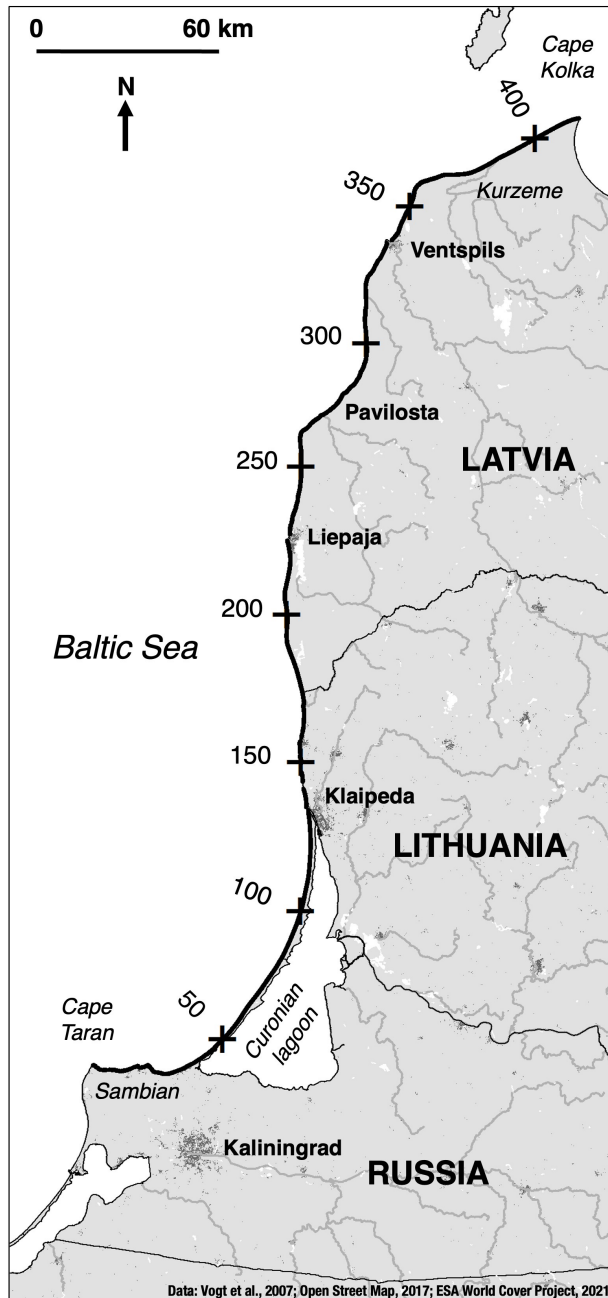 0 60 km
N
Cape
Kolka
400
350
Kurzeme
Ventspils
300
Pavilosta
250
LATVIA
Liepaja
200
Baltic Sea
150
Klaipeda
LITHUANIA
100
50
Curonian
lagoon
Cape
Taran
Sambian
Kaliningrad
RUSSIA
Data: Vogt et al., 2007; Open Street Map, 2017; ESA World Cover Project, 2021